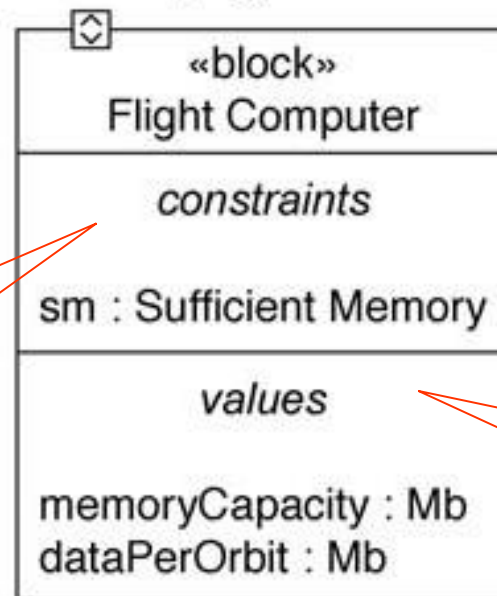 «block»
Flight Computer
constraints
sm : Sufficient Memory
values
memoryCapacity : Mb
dataPerOrbit : Mb